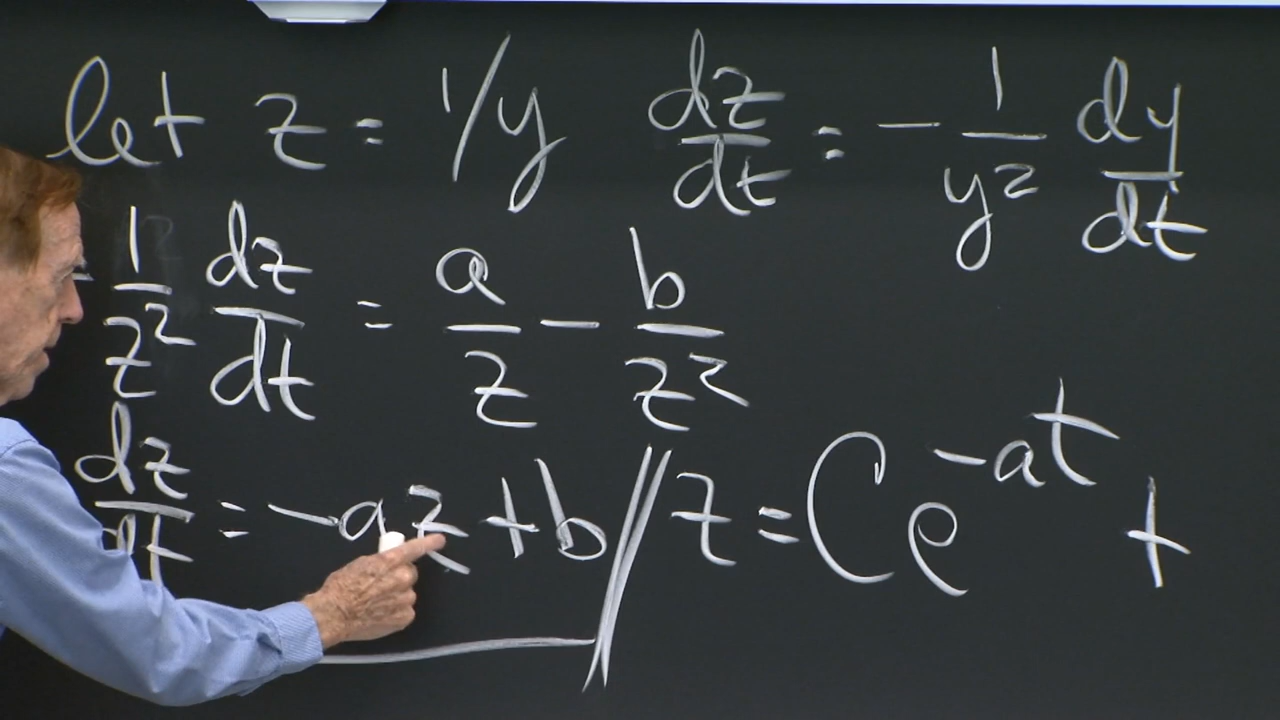 let z = 1/y dz/dt = - 1/y² dy/dt
- 1/z² dz/dt = a/z - b/z²
dz/dt = -az + b // z = Ce^{-at} +